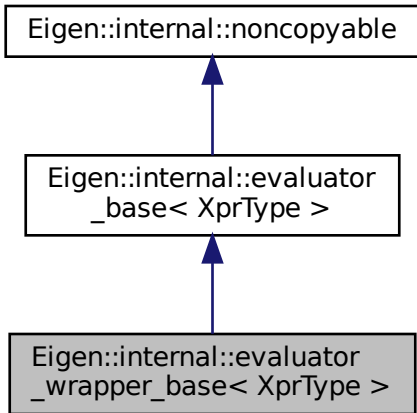 Eigen::internal::noncopyable
Eigen::internal::evaluator
_base< XprType >
Eigen::internal::evaluator
_wrapper_base< XprType >